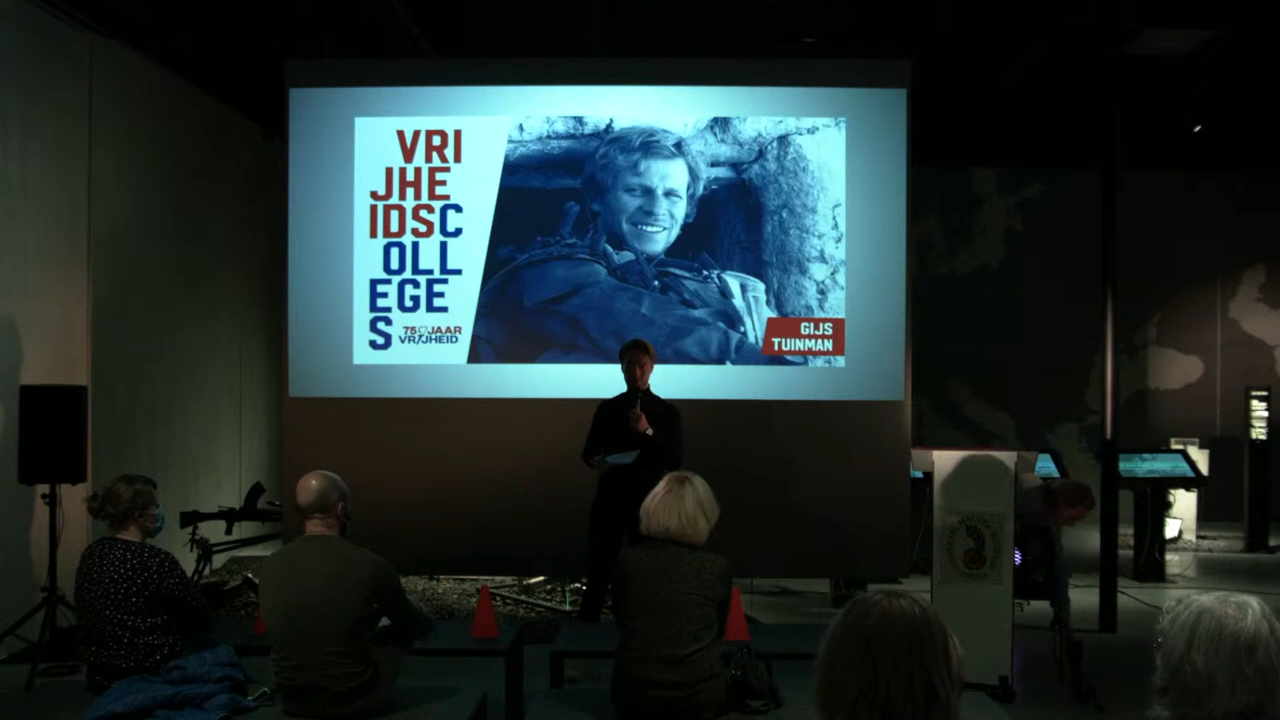 VRI
JHE
IDSC
OLL
EGE
S
75 JAAR
VRIJHEID
GIJS
TUINMAN